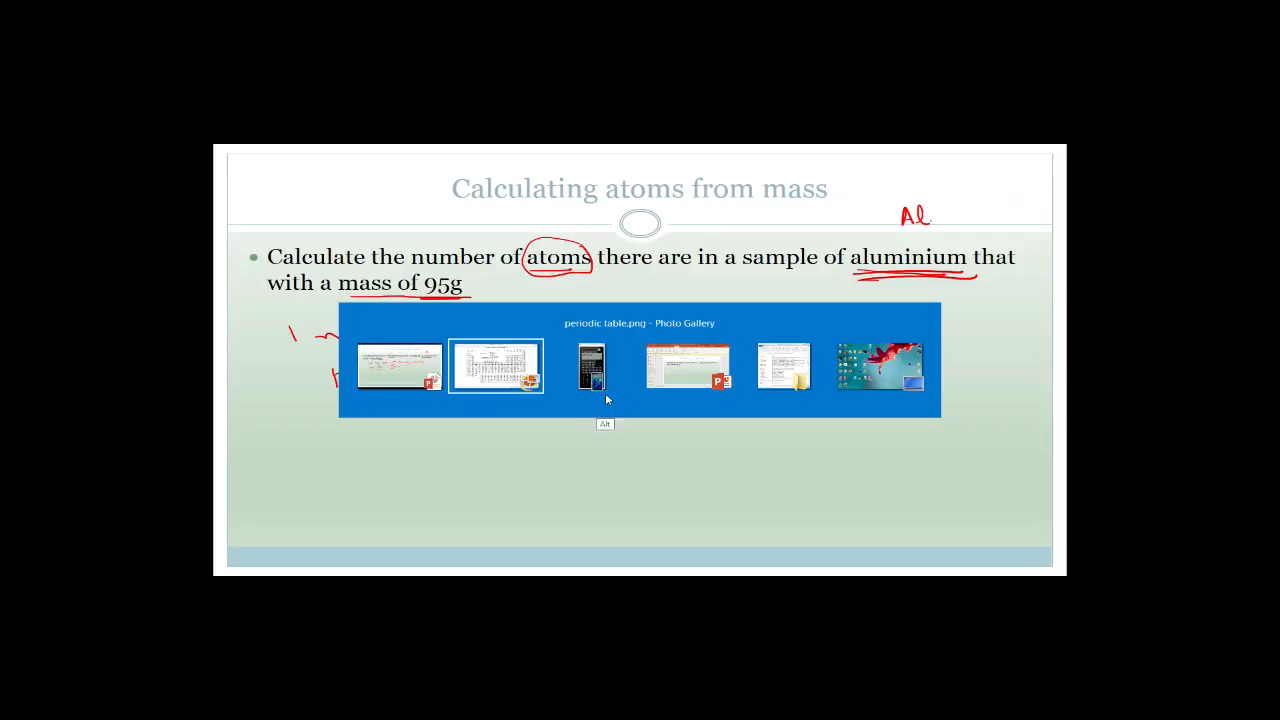 Calculating atoms from mass
Al
• Calculate the number of atoms there are in a sample of aluminium that
with a mass of 95g
periodic table.png - Photo Gallery
1
Alt